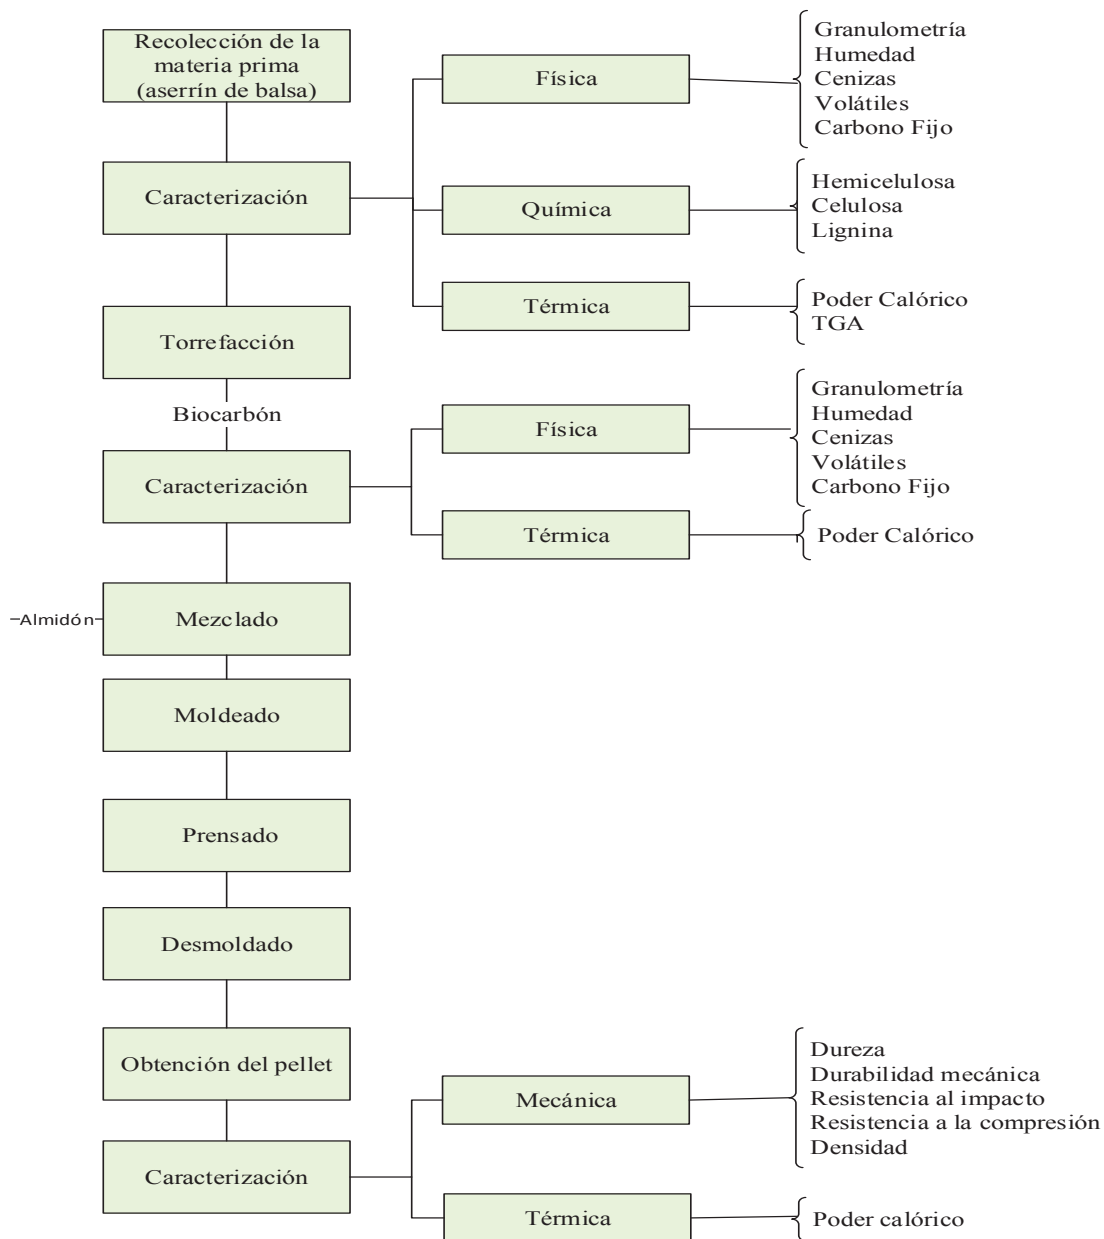 Recolección de la
materia prima
(aserrín de balsa)
Caracterización
Física
Granulometría
Humedad
Cenizas
Volátiles
Carbono Fijo
Química
Hemicelulosa
Celulosa
Lignina
Térmica
Poder Calórico
TGA
Torrefacción
Biocarbón
Caracterización
Física
Granulometría
Humedad
Cenizas
Volátiles
Carbono Fijo
Térmica
Poder Calórico
Almidón
Mezclado
Moldeado
Prensado
Desmoldado
Obtención del pellet
Caracterización
Mecánica
Dureza
Durabilidad mecánica
Resistencia al impacto
Resistencia a la compresión
Densidad
Térmica
Poder calórico